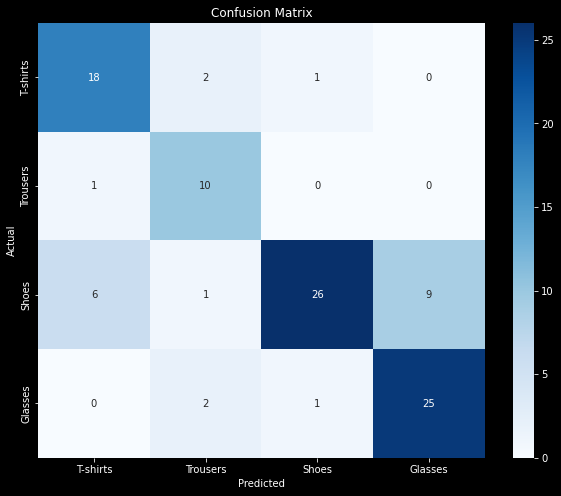 Confusion Matrix
T-shirts 18 2 1 0
Trousers 1 10 0 0
Shoes 6 1 26 9
Glasses 0 2 1 25
T-shirts Trousers Shoes Glasses
Predicted
Actual
25
20
15
10
5
0